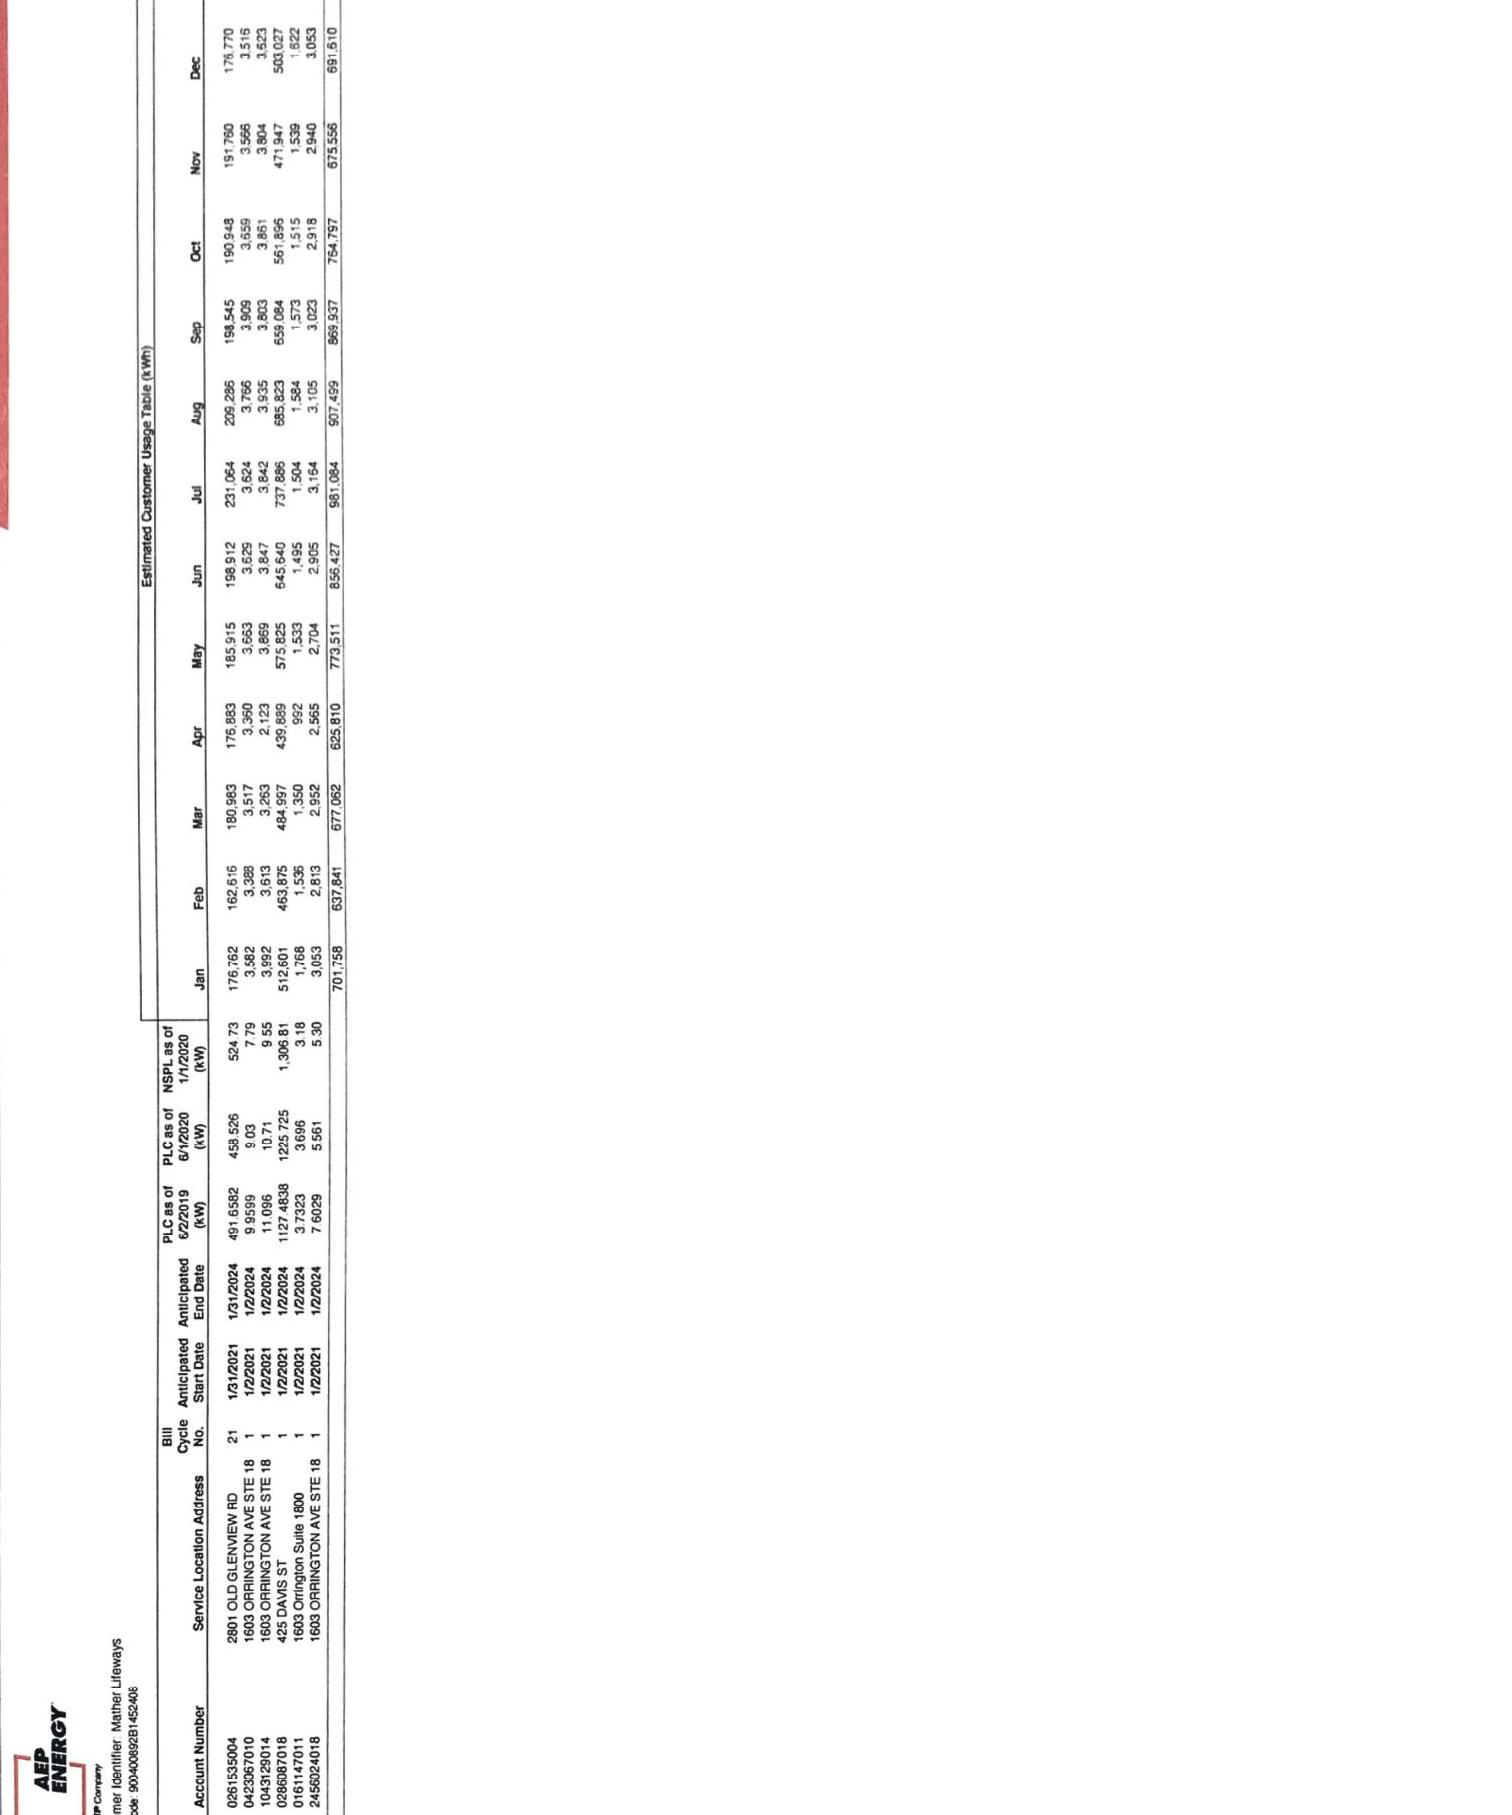 AEP
ENERGY
Company
mer Identifier Mather Lifeways
ode: 900400892B1452406
Estimated Customer Usage Table (kWh)
Account Number Service Location Address Bill Cycle No. Anticipated Start Date Anticipated End Date PLC as of 6/2/2019 (kW) PLC as of 6/1/2020 (kW) NSPL as of 1/1/2020 (kW) Jan Feb Mar Apr May Jun Jul Aug Sep Oct Nov Dec
0261535004 2801 OLD GLENVIEW RD 21 1/31/2021 1/31/2024 491.6582 458.526 524.73 176,762 162,616 180,983 176,883 185,915 198,912 231,064 209,286 198,545 190,948 191,760 176,770
0423067010 1603 ORRINGTON AVE STE 18 1 1/2/2021 1/2/2024 9.9599 9.03 7.79 3,582 3,388 3,517 3,360 3,663 3,629 3,624 3,766 3,909 3,659 3,566 3,516
1043129014 1603 ORRINGTON AVE STE 18 1 1/2/2021 1/2/2024 11.096 10.71 9.55 3,992 3,613 3,263 2,123 3,869 3,847 3,842 3,935 3,803 3,861 3,804 3,623
0286087018 425 DAVIS ST 1 1/2/2021 1/2/2024 1127.4838 1225.725 1,306.81 512,601 463,875 484,997 439,889 575,825 645,640 737,886 685,823 659,084 561,896 471,947 503,027
0161147011 1603 Orrington Suite 1800 1 1/2/2021 1/2/2024 3.7323 3.696 3.18 1,768 1,536 1,350 992 1,533 1,495 1,504 1,584 1,573 1,515 1,539 1,622
2456024018 1603 ORRINGTON AVE STE 18 1 1/2/2021 1/2/2024 7.6029 5.561 5.30 3,053 2,813 2,952 2,565 2,704 2,905 3,164 3,105 3,023 2,918 2,940 3,053
701,758 637,841 677,062 625,810 773,511 856,427 981,084 907,499 869,937 764,797 675,556 691,610